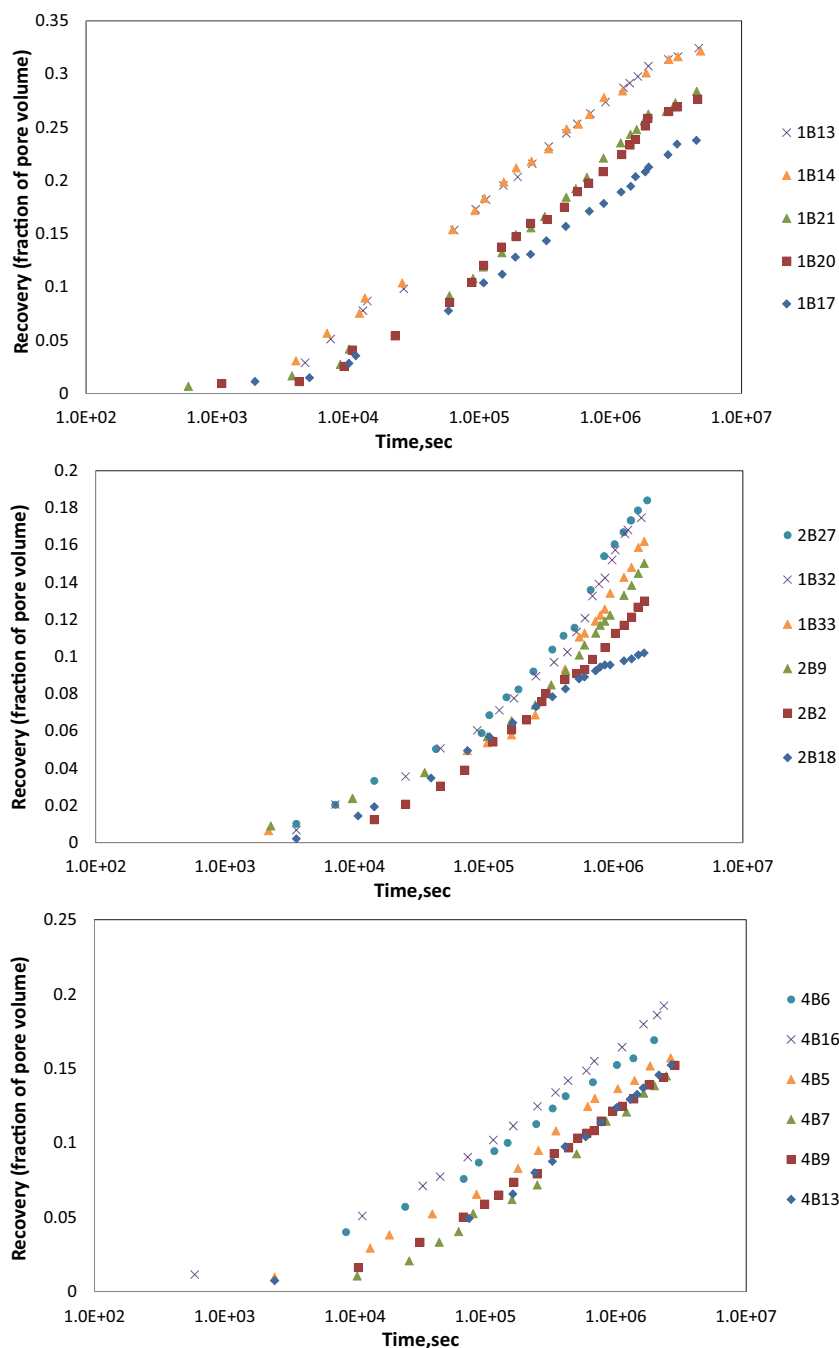 Recovery (fraction of pore volume)
0.35
0.3
0.25
0.2
0.15
0.1
0.05
0
1.0E+02 1.0E+03 1.0E+04 1.0E+05 1.0E+06 1.0E+07
Time,sec
1B13
1B14
1B21
1B20
1B17
Recovery (fraction of pore volume)
0.2
0.18
0.16
0.14
0.12
0.1
0.08
0.06
0.04
0.02
0
1.0E+02 1.0E+03 1.0E+04 1.0E+05 1.0E+06 1.0E+07
Time,sec
2B27
1B32
1B33
2B9
2B2
2B18
Recovery (fraction of pore volume)
0.25
0.2
0.15
0.1
0.05
0
1.0E+02 1.0E+03 1.0E+04 1.0E+05 1.0E+06 1.0E+07
Time,sec
4B6
4B16
4B5
4B7
4B9
4B13